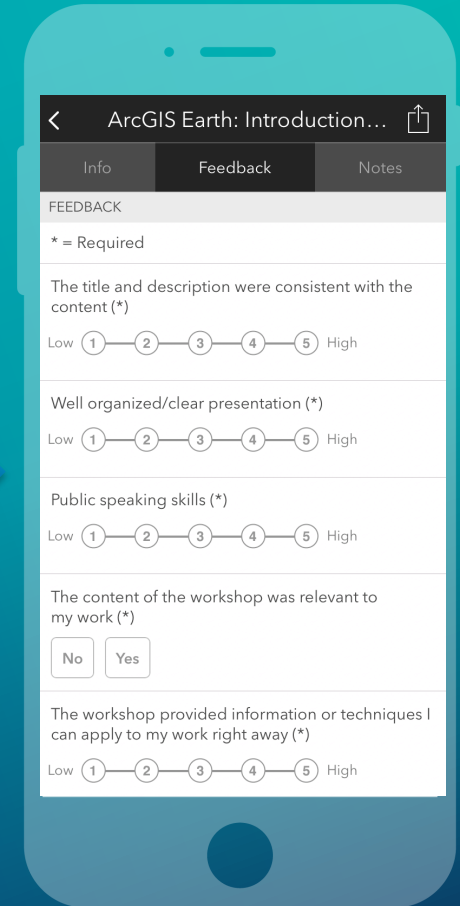 ArcGIS Earth: Introduction...
Info Feedback Notes
FEEDBACK
* = Required
The title and description were consistent with the
content (*)
Low 1 2 3 4 5 High
Well organized/clear presentation (*)
Low 1 2 3 4 5 High
Public speaking skills (*)
Low 1 2 3 4 5 High
The content of the workshop was relevant to
my work (*)
No Yes
The workshop provided information or techniques I
can apply to my work right away (*)
Low 1 2 3 4 5 High